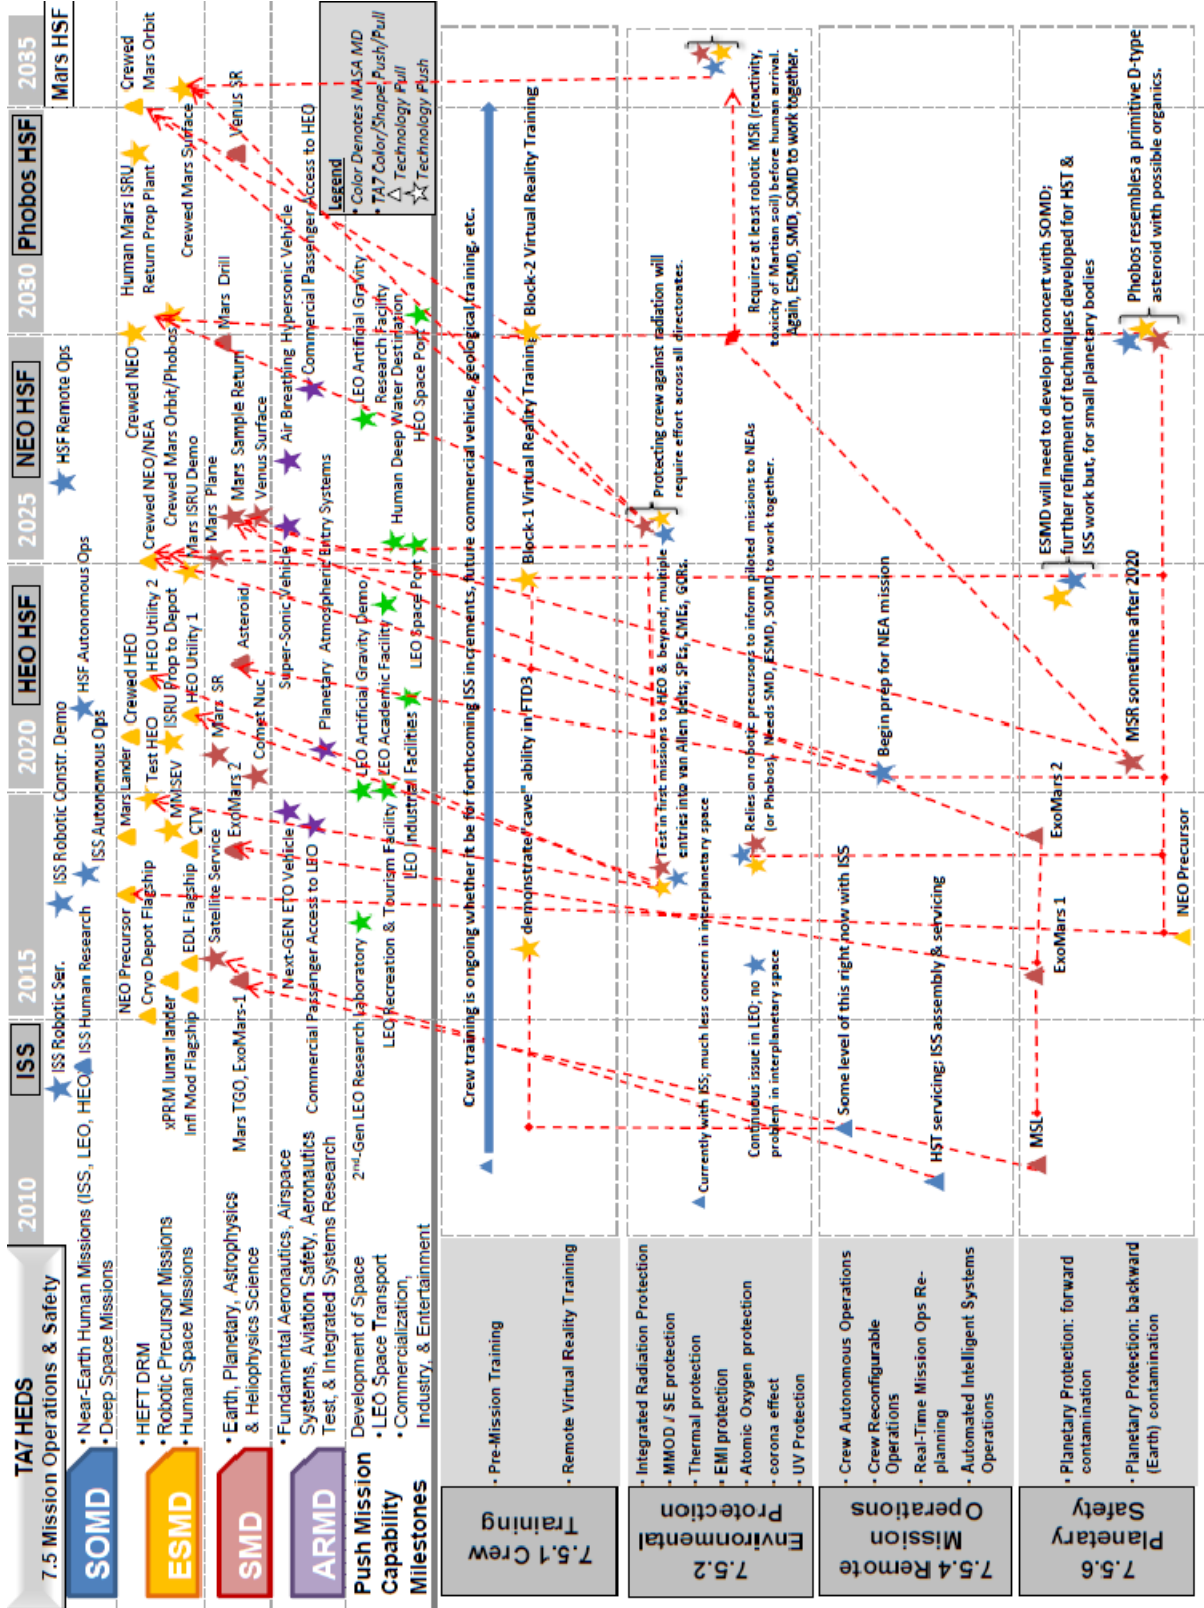 TA7 HEDS
7.5 Mission Operations & Safety
2010
ISS
2015
2020
HEO HSF
2025
NEO HSF
2030
Phobos HSF
2035
Mars HSF
SOMD
• Near-Earth Human Missions (ISS, LEO, HEO)
• Deep Space Missions
ISS Robotic Ser.
ISS Human Research
ISS Robotic Constr. Demo
ISS Autonomous Ops
HSF Autonomous Ops
HSF Remote Ops
ESMD
• HEFT DRM
• Robotic Precursor Missions
• Human Space Missions
NEO Precursor
Cryo Depot Flagship
xPRM lunar lander
Infl Mod Flagship
EDL Flagship
CTV
Mars Lander
Test HEO
MMSEV
Crewed HEO
HEO Utility 2
ISRU Prop to Depot
HEO Utility 1
Crewed NEO
Crewed NEO/NEA
Crewed Mars Orbit/Phobos
Mars ISRU Demo
Human Mars ISRU
Return Prop Plant
Crewed Mars Surface
Crewed
Mars Orbit
SMD
• Earth, Planetary, Astrophysics
& Heliophysics Science
Mars TGO, ExoMars-1
Satellite Service
ExoMars 2
Mars SR
Comet Nuc
Asteroid
Mars Plane
Mars Sample Return
Venus Surface
Mars Drill
Venus SR
ARMD
• Fundamental Aeronautics, Airspace
Systems, Aviation Safety, Aeronautics
Test, & Integrated Systems Research
Next-GEN ETO Vehicle
Commercial Passenger Access to LEO
Super-Sonic Vehicle
Planetary Atmospheric Entry Systems
Air Breathing Hypersonic Vehicle
Commercial Passenger Access to HEO
Push Mission
Capability
Milestones
Development of Space
• LEO Space Transport
• Commercialization,
Industry, & Entertainment
2nd-Gen LEO Research Laboratory
LEO Recreation & Tourism Facility
LEO Industrial Facilities
LEO Artificial Gravity Demo
LEO Academic Facility
LEO Space Port
LEO Artificial Gravity
Research Facility
Human Deep Water Destination
HEO Space Port
Legend
• Color Denotes NASA MD
• TA7 Color/Shape Push/Pull
Technology Pull
Technology Push
7.5.1 Crew
Training
• Pre-Mission Training
• Remote Virtual Reality Training
Crew training is ongoing whether it be for forthcoming ISS increments, future commercial vehicle, geological training, etc.
demonstrate "cave" ability in FTD3
Block-1 Virtual Reality Training
Block-2 Virtual Reality Training
7.5.2
Environmental
Protection
• Integrated Radiation Protection
• MMOD / SE protection
• Thermal protection
• EMI protection
• Atomic Oxygen protection
• corona effect
• UV Protection
Currently with ISS; much less concern in interplanetary space
Continuous issue in LEO, no
problem in interplanetary space
Test in first missions to HEO & beyond; multiple
entries into van Allen belts; SPEs, CMEs, GCRs.
Relies on robotic precursors to inform piloted missions to NEAs
(or Phobos). Needs SMD, ESMD, SOMD to work together.
Protecting crew against radiation will
require effort across all directorates.
Requires at least robotic MSR (reactivity,
toxicity of Martian soil) before human arrival.
Again, ESMD, SMD, SOMD to work together.
7.5.4 Remote
Mission
Operations
• Crew Autonomous Operations
• Crew Reconfigurable
Operations
• Real-Time Mission Ops Re-
planning
• Automated Intelligent Systems
Operations
Some level of this right now with ISS
HST servicing; ISS assembly & servicing
Begin prep for NEA mission
7.5.6
Planetary
Safety
• Planetary Protection: forward
contamination
• Planetary Protection: backward
(Earth) contamination
MSL
ExoMars 1
ExoMars 2
NEO Precursor
MSR sometime after 2020
ESMD will need to develop in concert with SOMD;
further refinement of techniques developed for HST &
ISS work but, for small planetary bodies
Phobos resembles a primitive D-type
asteroid with possible organics.